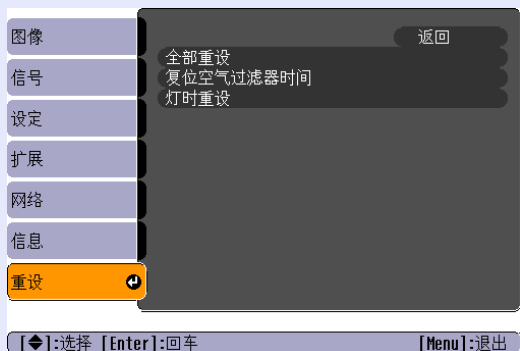 图像
信号
设定
扩展
网络
信息
重设
返回
全部重设
复位空气过滤器时间
灯时重设
[◆]:选择 [Enter]:回车 [Menu]:退出